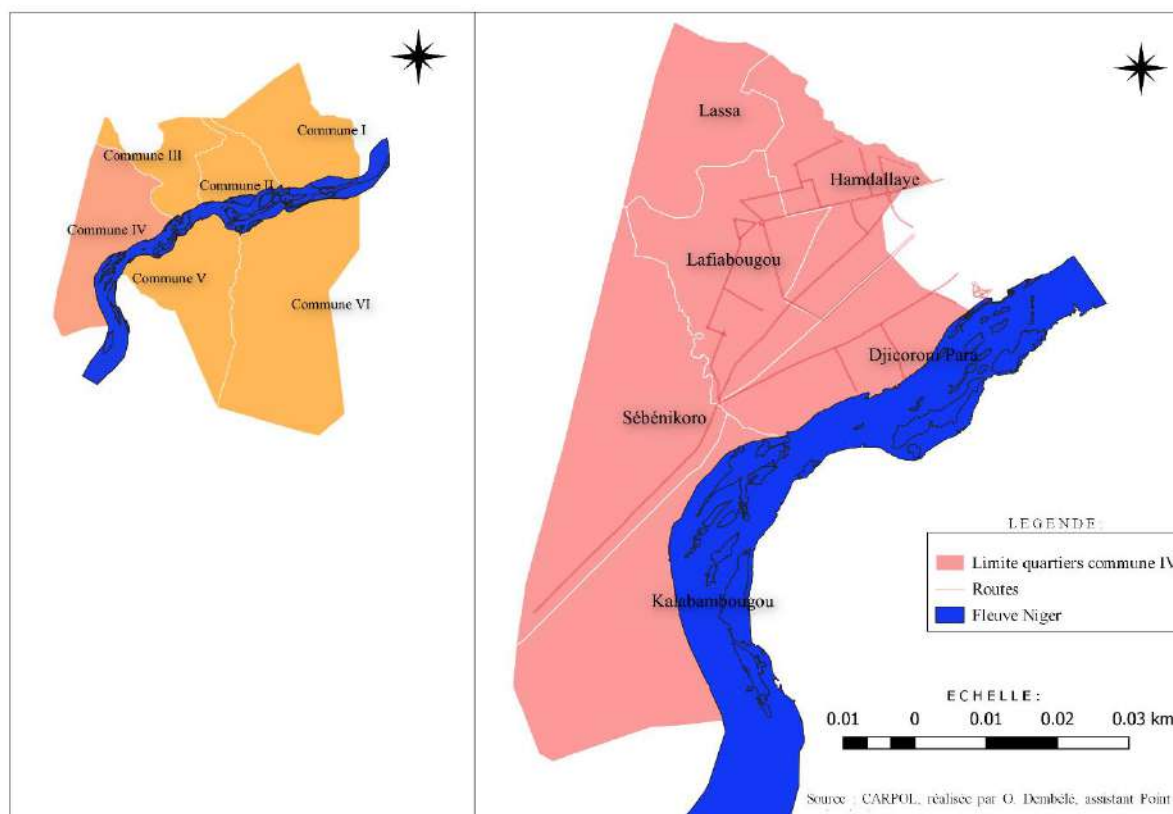 Commune I
Commune III
Commune II
Commune IV
Commune V
Commune VI
Lassa
Hamdallaye
Lafiabougou
Djicoroni Para
Sébénikoro
Kalabambougou
LEGENDE:
Limite quartiers commune IV
Routes
Fleuve Niger
ECHELLE:
0.01 0 0.01 0.02 0.03 km
Source : CARPOL, réalisée par O. Dembélé, assistant Point